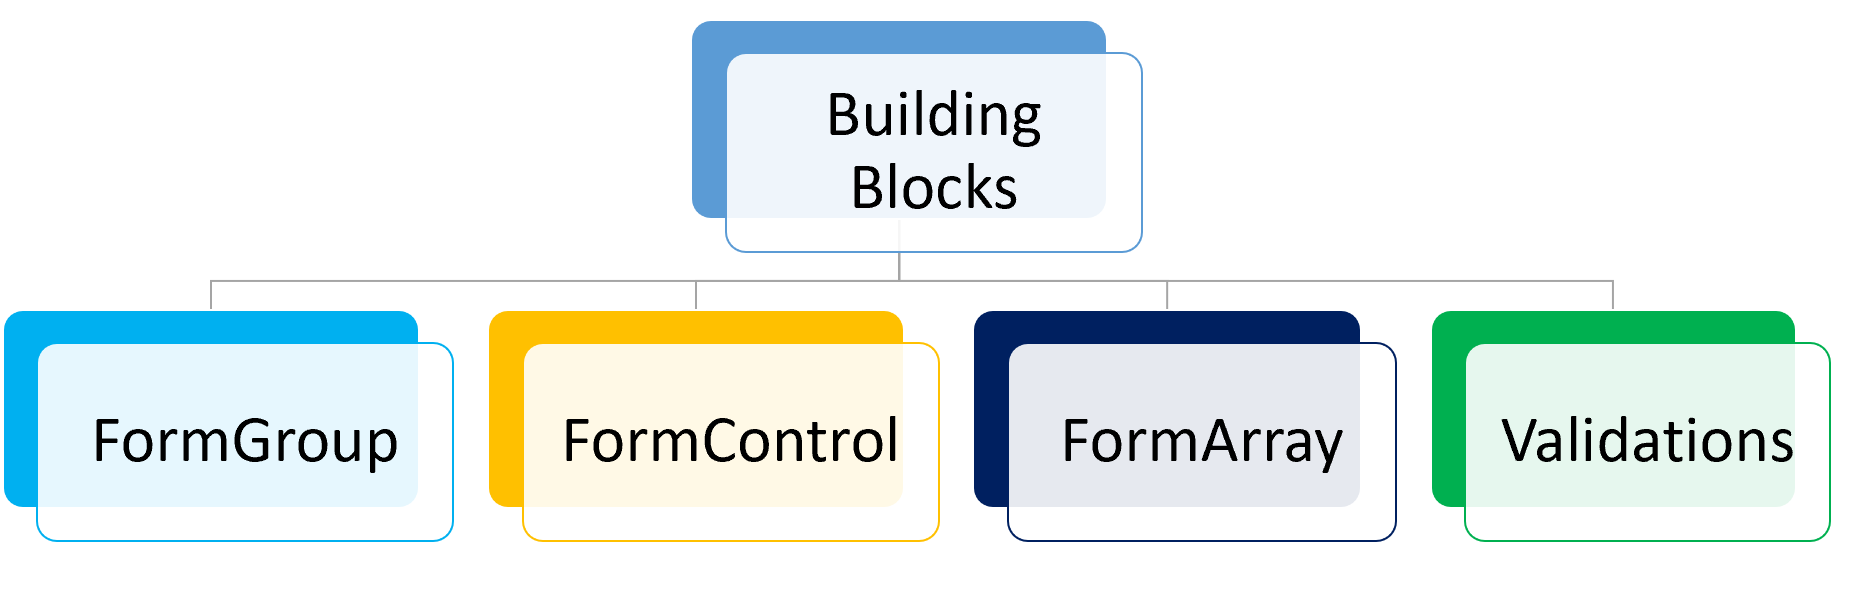 Building
Blocks
FormGroup
FormControl
FormArray
Validations